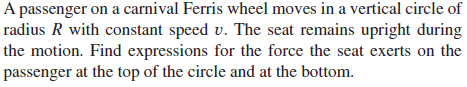 A passenger on a carnival Ferris wheel moves in a vertical circle of
radius R with constant speed v. The seat remains upright during
the motion. Find expressions for the force the seat exerts on the
passenger at the top of the circle and at the bottom.